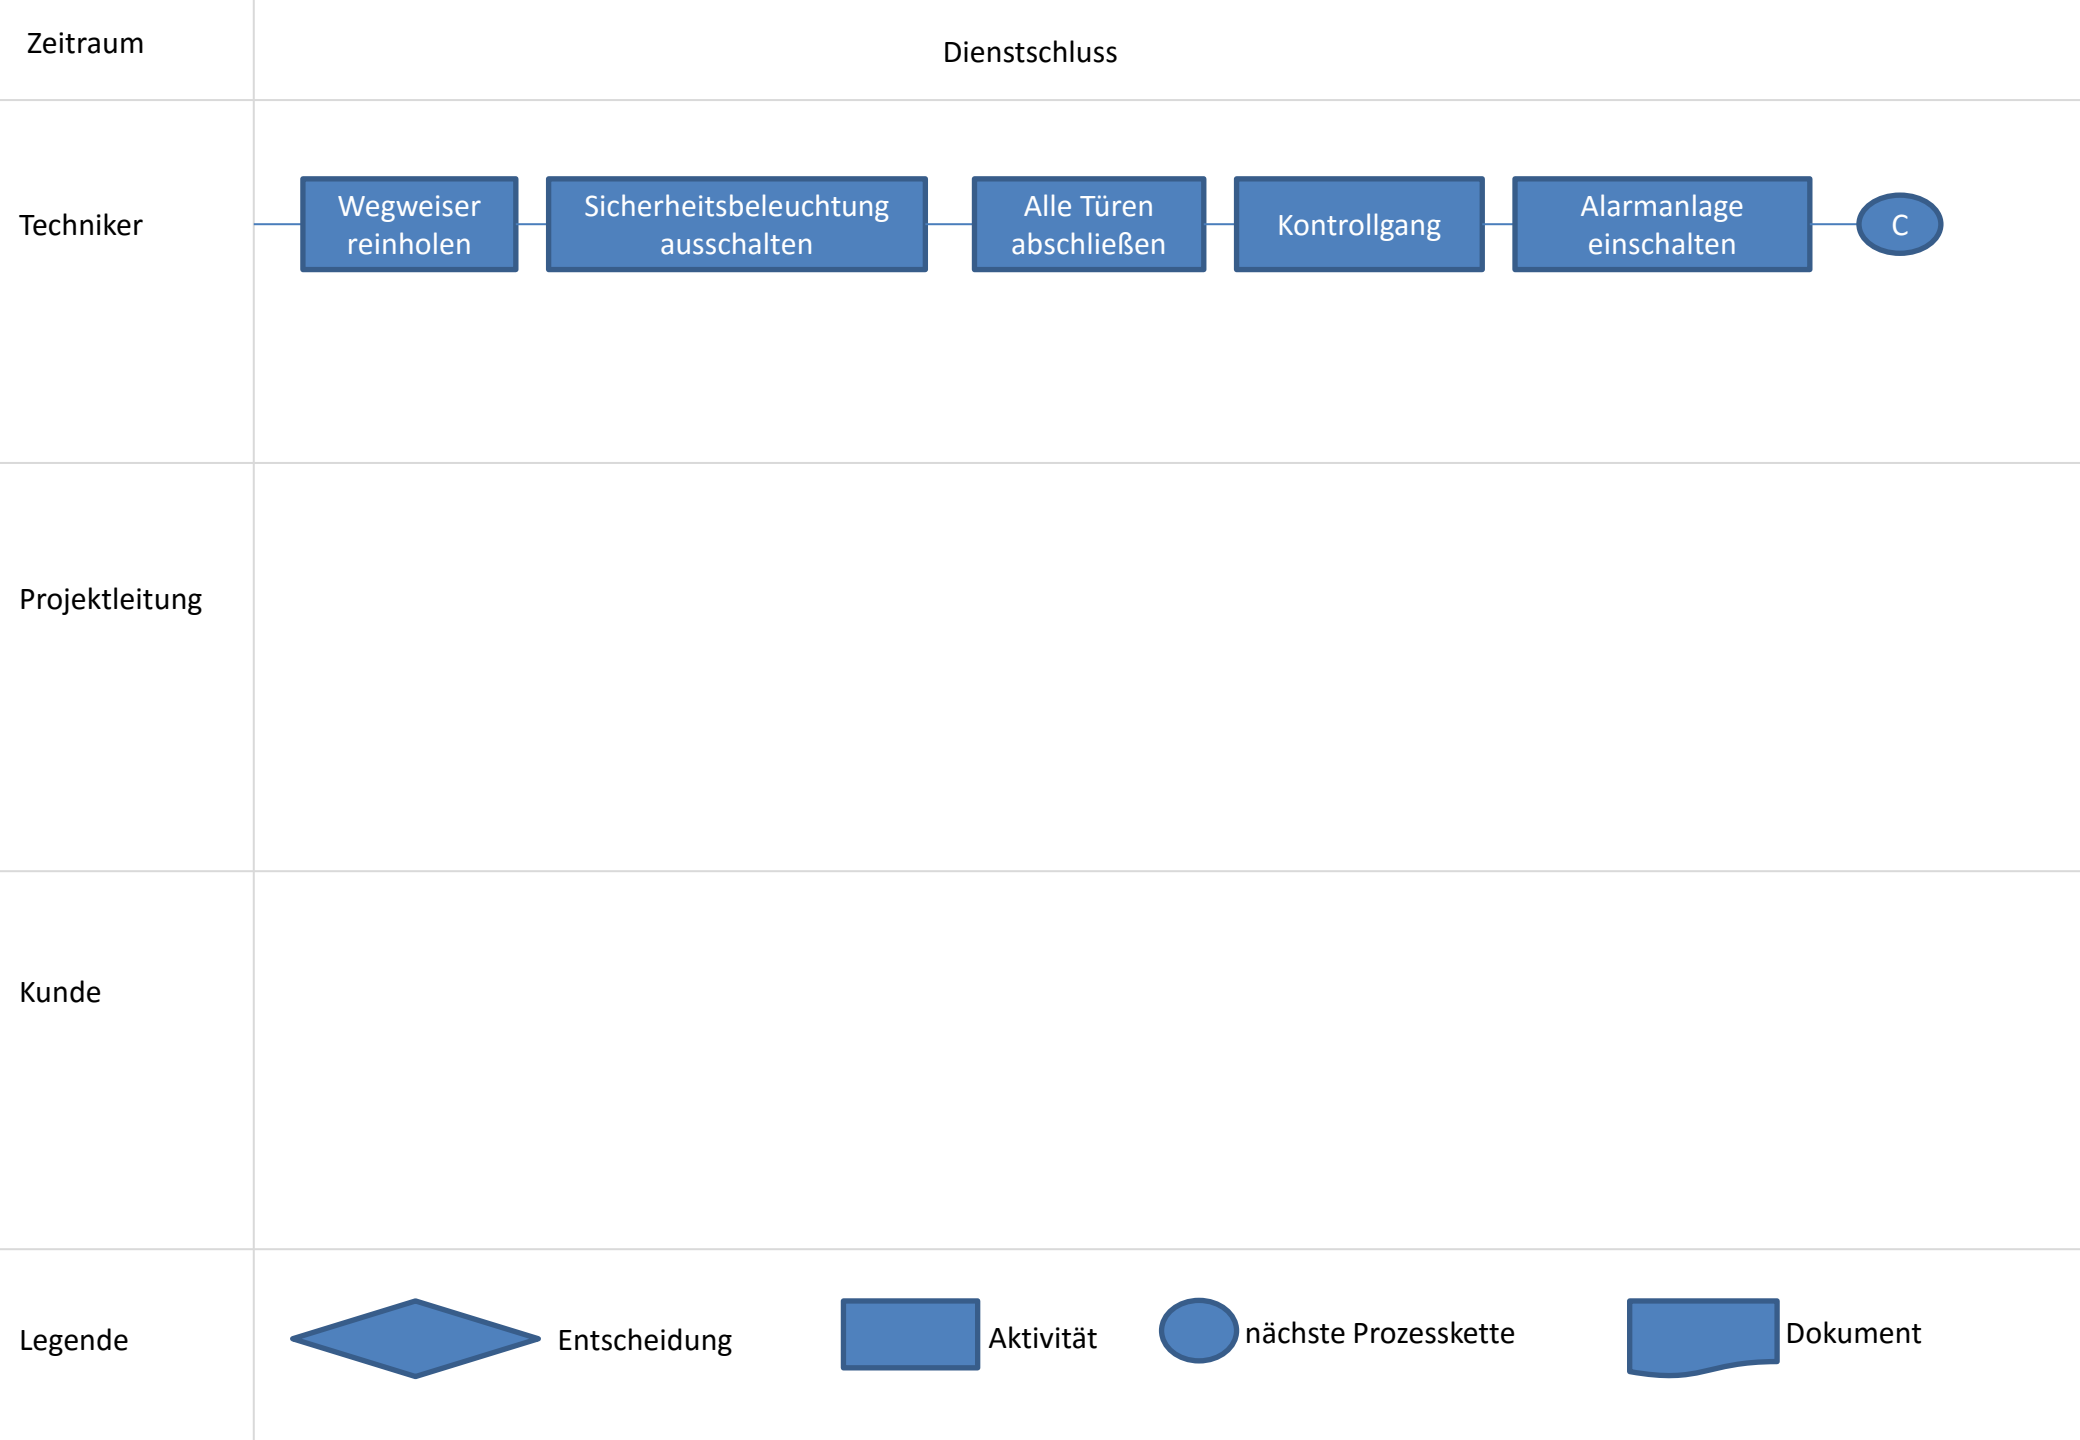 Zeitraum
Dienstschluss
Techniker
Wegweiser
reinholen
Sicherheitsbeleuchtung
ausschalten
Alle Türen
abschließen
Kontrollgang
Alarmanlage
einschalten
C
Projektleitung
Kunde
Legende
Entscheidung
Aktivität
nächste Prozesskette
Dokument